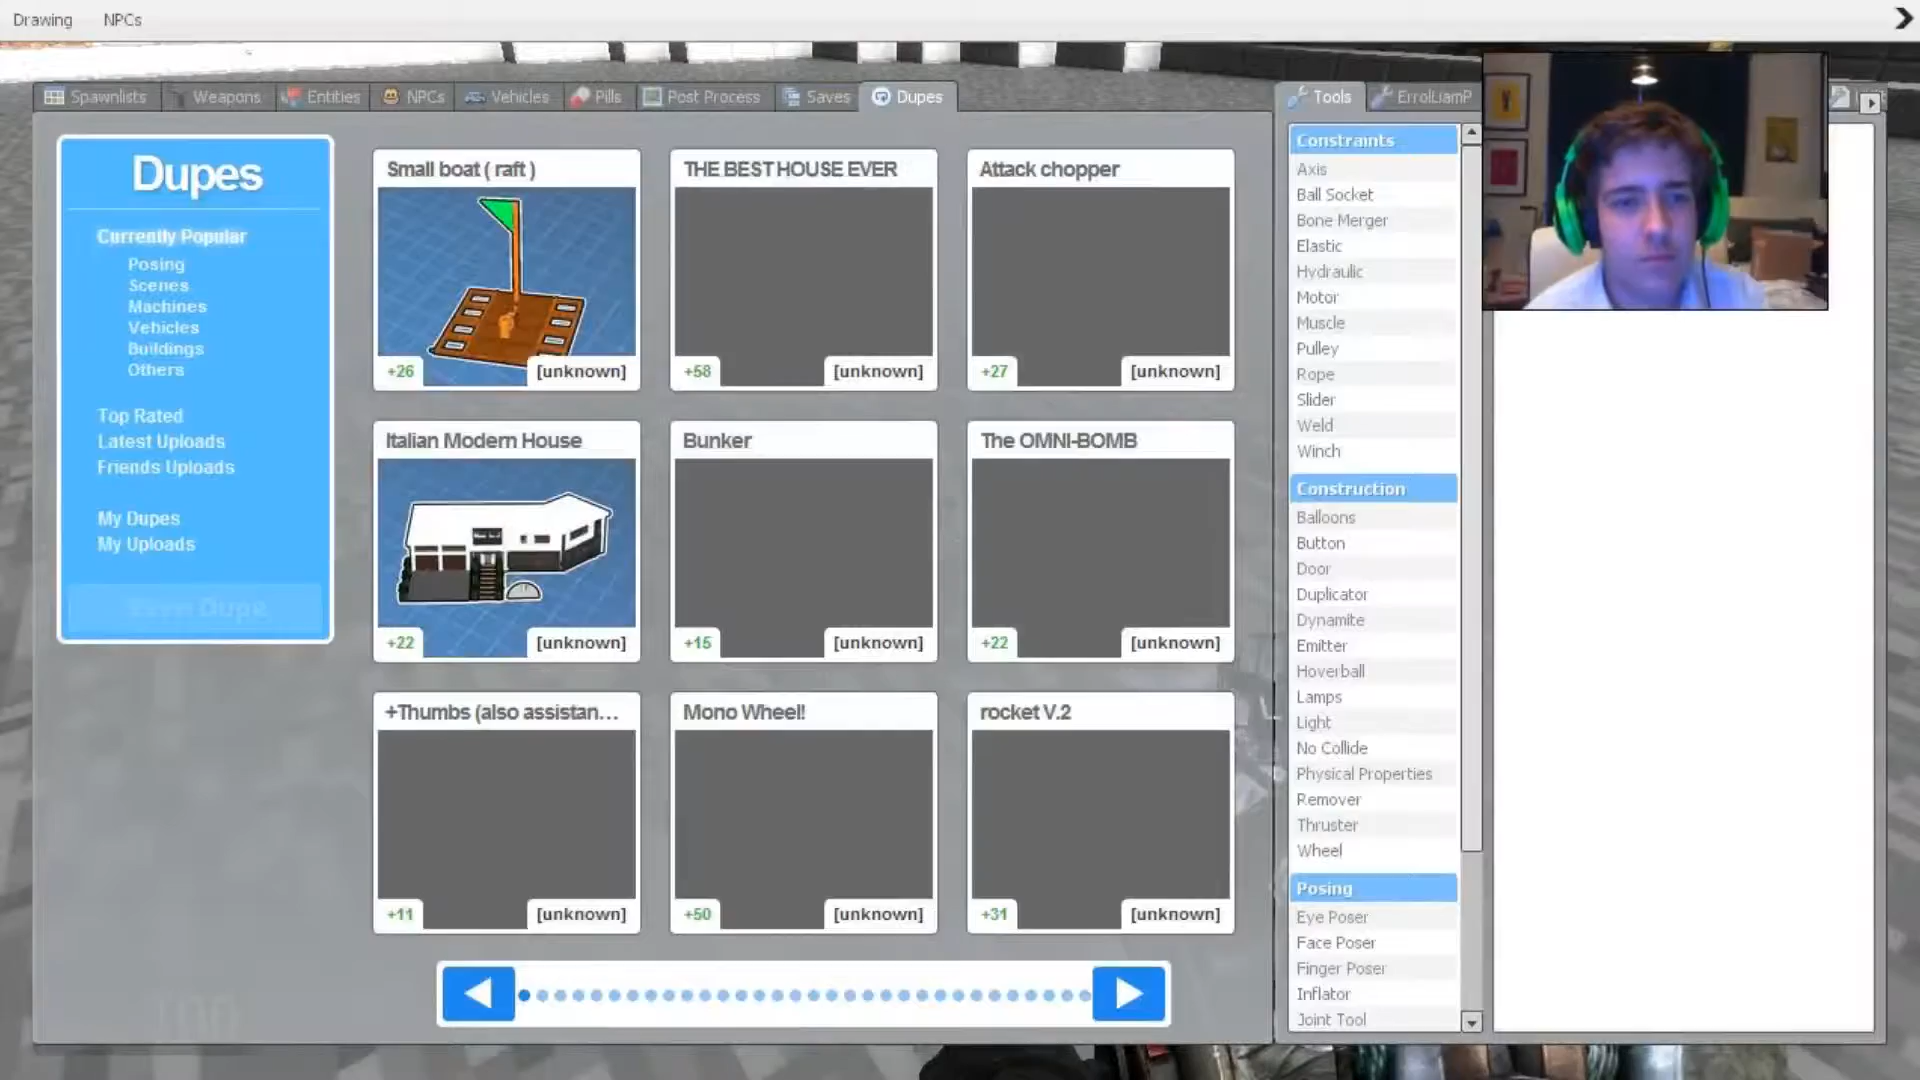 Drawing NPCs
Spawnlists Weapons Entities NPCs Vehicles Pills Post Process Saves Dupes
Tools ErrolLiamP
Dupes
Currently Popular
Posing
Scenes
Machines
Vehicles
Buildings
Others
Top Rated
Latest Uploads
Friends Uploads
My Dupes
My Uploads
Small boat ( raft )
+26 [unknown]
THE BEST HOUSE EVER
+58 [unknown]
Attack chopper
+27 [unknown]
Italian Modern House
+22 [unknown]
Bunker
+15 [unknown]
The OMNI-BOMB
+22 [unknown]
+Thumbs (also assistan...
+11 [unknown]
Mono Wheel!
+50 [unknown]
rocket V.2
+31 [unknown]
Constraints
Axis
Ball Socket
Bone Merger
Elastic
Hydraulic
Motor
Muscle
Pulley
Rope
Slider
Weld
Winch
Construction
Balloons
Button
Door
Duplicator
Dynamite
Emitter
Hoverball
Lamps
Light
No Collide
Physical Properties
Remover
Thruster
Wheel
Posing
Eye Poser
Face Poser
Finger Poser
Inflator
Joint Tool